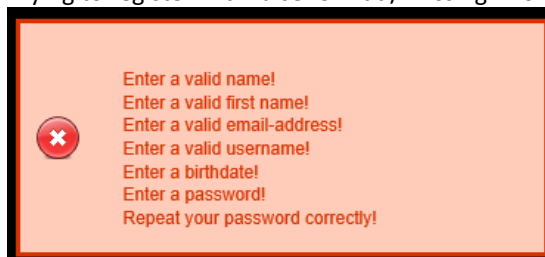 Enter a valid name!
Enter a valid first name!
Enter a valid email-address!
Enter a valid username!
Enter a birthdate!
Enter a password!
Repeat your password correctly!